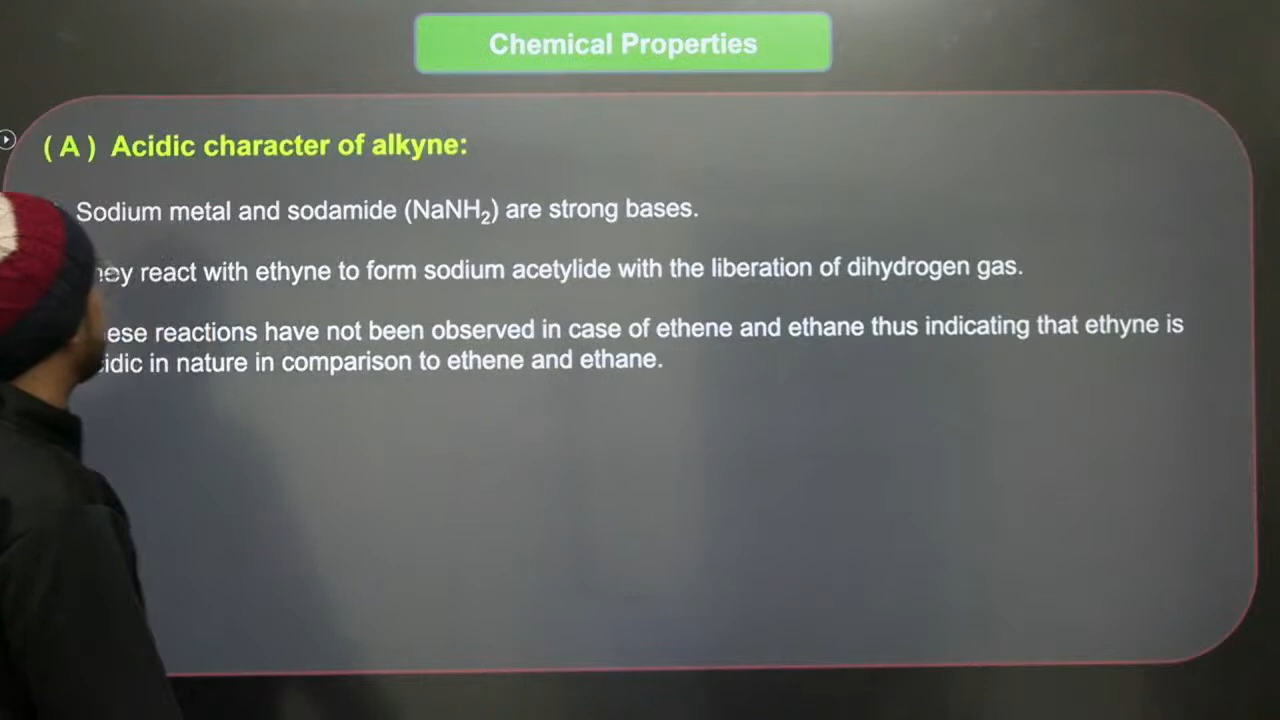 Chemical Properties
( A ) Acidic character of alkyne:
Sodium metal and sodamide (NaNH₂) are strong bases.
react with ethyne to form sodium acetylide with the liberation of dihydrogen gas.
reactions have not been observed in case of ethene and ethane thus indicating that ethyne is
in nature in comparison to ethene and ethane.